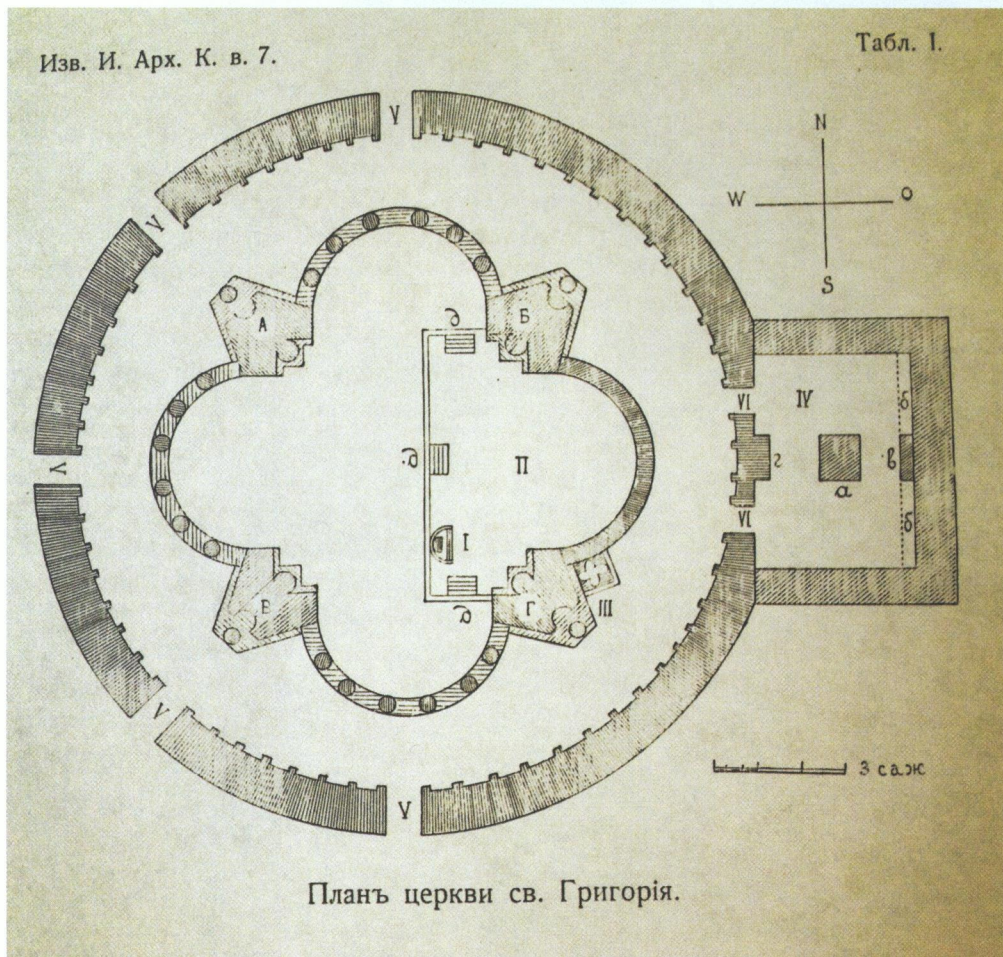 Изв. И. Арх. К. в. 7.
Табл. I.
N
W O
S
V
V
V
V
V
А
Б
В
Г
д
д
д
I
II
III
IV
VI
VI
а
б
б
в
г
3 саж
Планъ церкви св. Григорія.